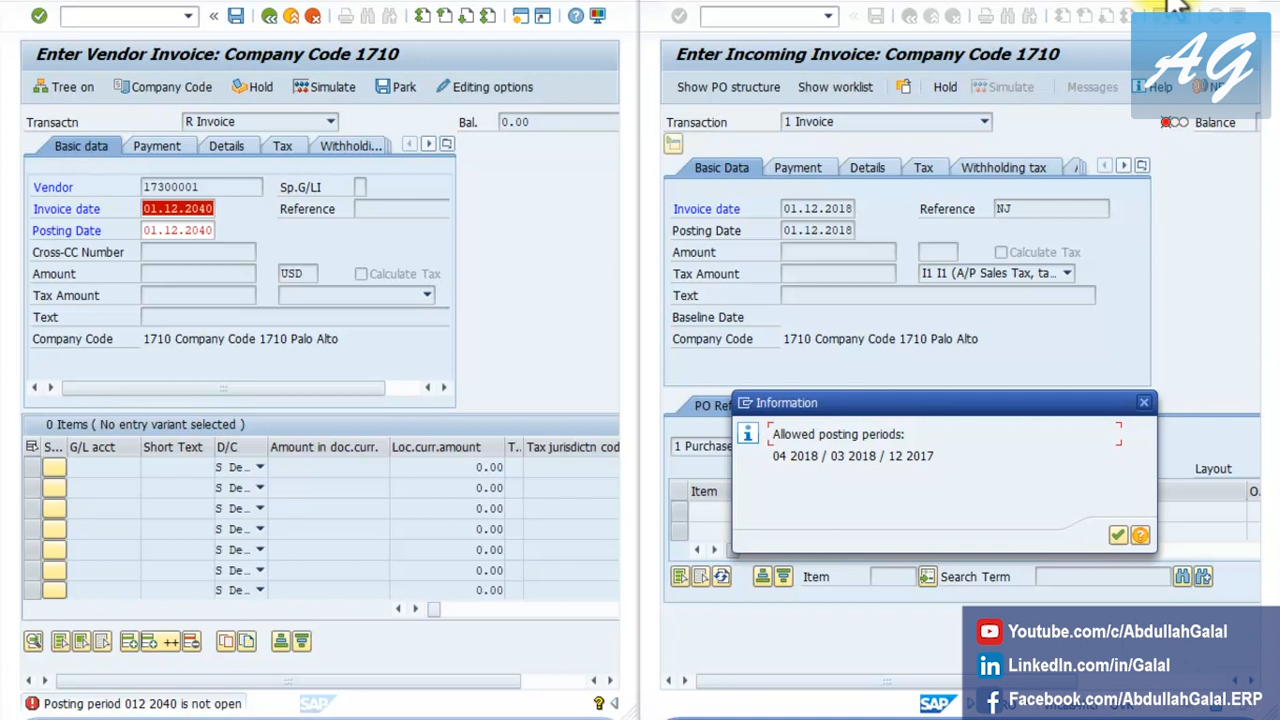 Enter Vendor Invoice: Company Code 1710
Tree on Company Code Hold Simulate Park Editing options
Transactn R Invoice Bal. 0.00
Basic data Payment Details Tax Withholdi...
Vendor 17300001 Sp.G/LI
Invoice date 01.12.2040 Reference
Posting Date 01.12.2040
Cross-CC Number
Amount USD Calculate Tax
Tax Amount
Text
Company Code 1710 Company Code 1710 Palo Alto
0 Items ( No entry variant selected )
S... G/L acct Short Text D/C Amount in doc.curr. Loc.curr.amount T.. Tax jurisdictn cod
S De... 0.00
S De... 0.00
S De... 0.00
S De... 0.00
S De... 0.00
S De... 0.00
S De... 0.00
Posting period 012 2040 is not open
SAP
Enter Incoming Invoice: Company Code 1710
Show PO structure Show worklist Hold Simulate Messages Help
AG
Transaction 1 Invoice Balance
Basic Data Payment Details Tax Withholding tax
Invoice date 01.12.2018 Reference NJ
Posting Date 01.12.2018
Amount Calculate Tax
Tax Amount I1 I1 (A/P Sales Tax, ta...
Text
Baseline Date
Company Code 1710 Company Code 1710 Palo Alto
PO Ref
1 Purchase
Layout
Item O.
Information
Allowed posting periods:
04 2018 / 03 2018 / 12 2017
Item Search Term
Youtube.com/c/AbdullahGalal
LinkedIn.com/in/Galal
Facebook.com/AbdullahGalal.ERP
SAP